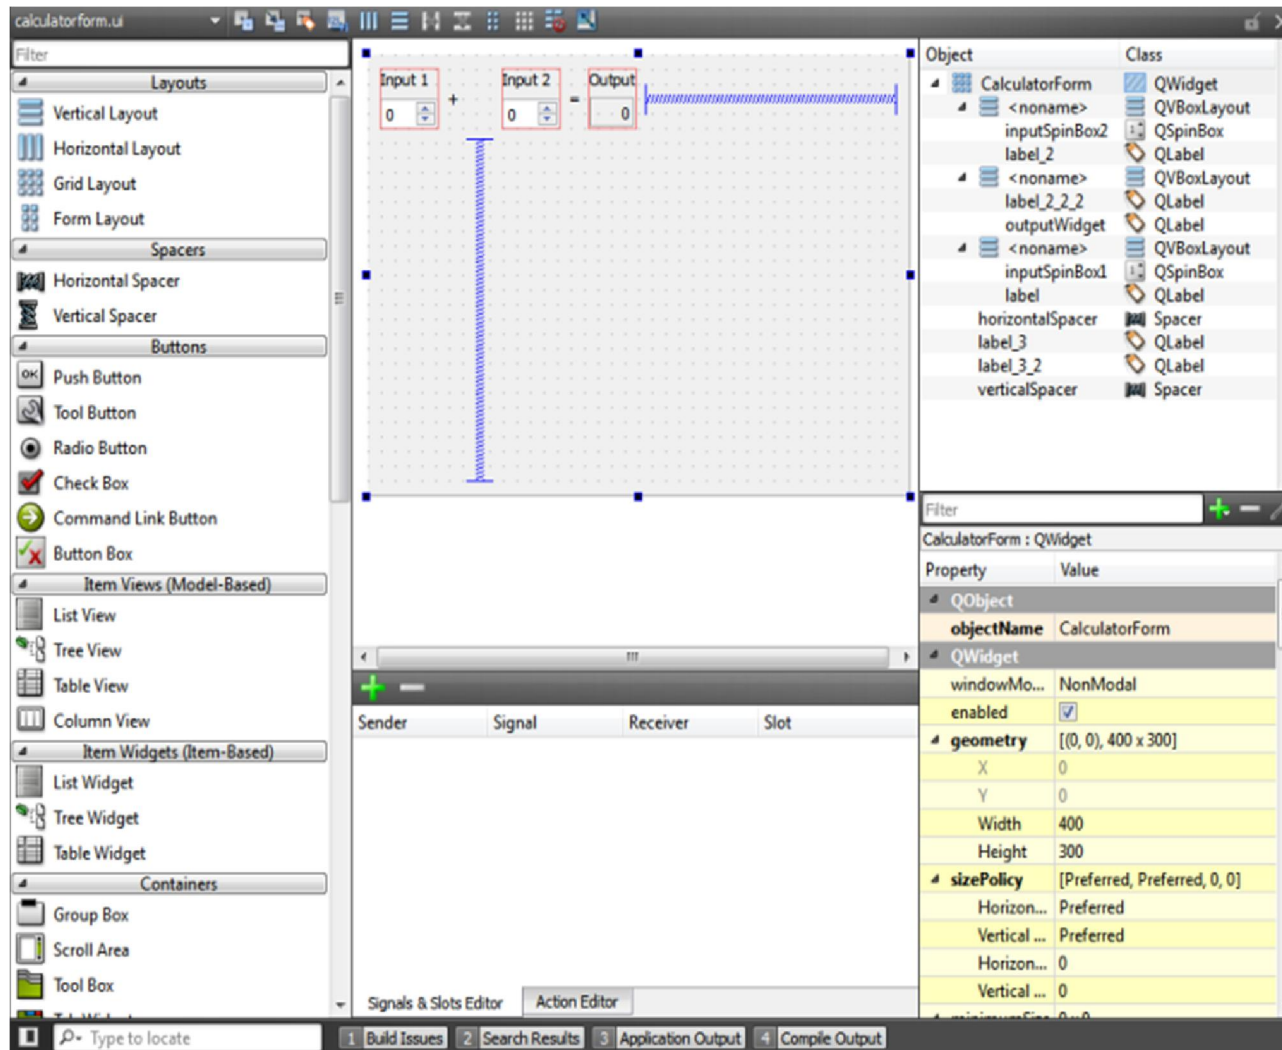 calculatorform.ui
Filter
Layouts
Vertical Layout
Horizontal Layout
Grid Layout
Form Layout
Spacers
Horizontal Spacer
Vertical Spacer
Buttons
OK Push Button
Tool Button
Radio Button
Check Box
Command Link Button
Button Box
Item Views (Model-Based)
List View
Tree View
Table View
Column View
Item Widgets (Item-Based)
List Widget
Tree Widget
Table Widget
Containers
Group Box
Scroll Area
Tool Box
Input 1
Input 2
Output
0
+
0
=
0
Sender Signal Receiver Slot
Signals & Slots Editor Action Editor
Object Class
CalculatorForm QWidget
<noname> QVBoxLayout
inputSpinBox2 QSpinBox
label_2 QLabel
<noname> QVBoxLayout
label_2_2_2 QLabel
outputWidget QLabel
<noname> QVBoxLayout
inputSpinBox1 QSpinBox
label QLabel
horizontalSpacer Spacer
label_3 QLabel
label_3_2 QLabel
verticalSpacer Spacer
Filter
CalculatorForm : QWidget
Property Value
QObject
objectName CalculatorForm
QWidget
windowMo... NonModal
enabled
geometry [(0, 0), 400 x 300]
X 0
Y 0
Width 400
Height 300
sizePolicy [Preferred, Preferred, 0, 0]
Horizon... Preferred
Vertical ... Preferred
Horizon... 0
Vertical ... 0
Type to locate
1 Build Issues 2 Search Results 3 Application Output 4 Compile Output